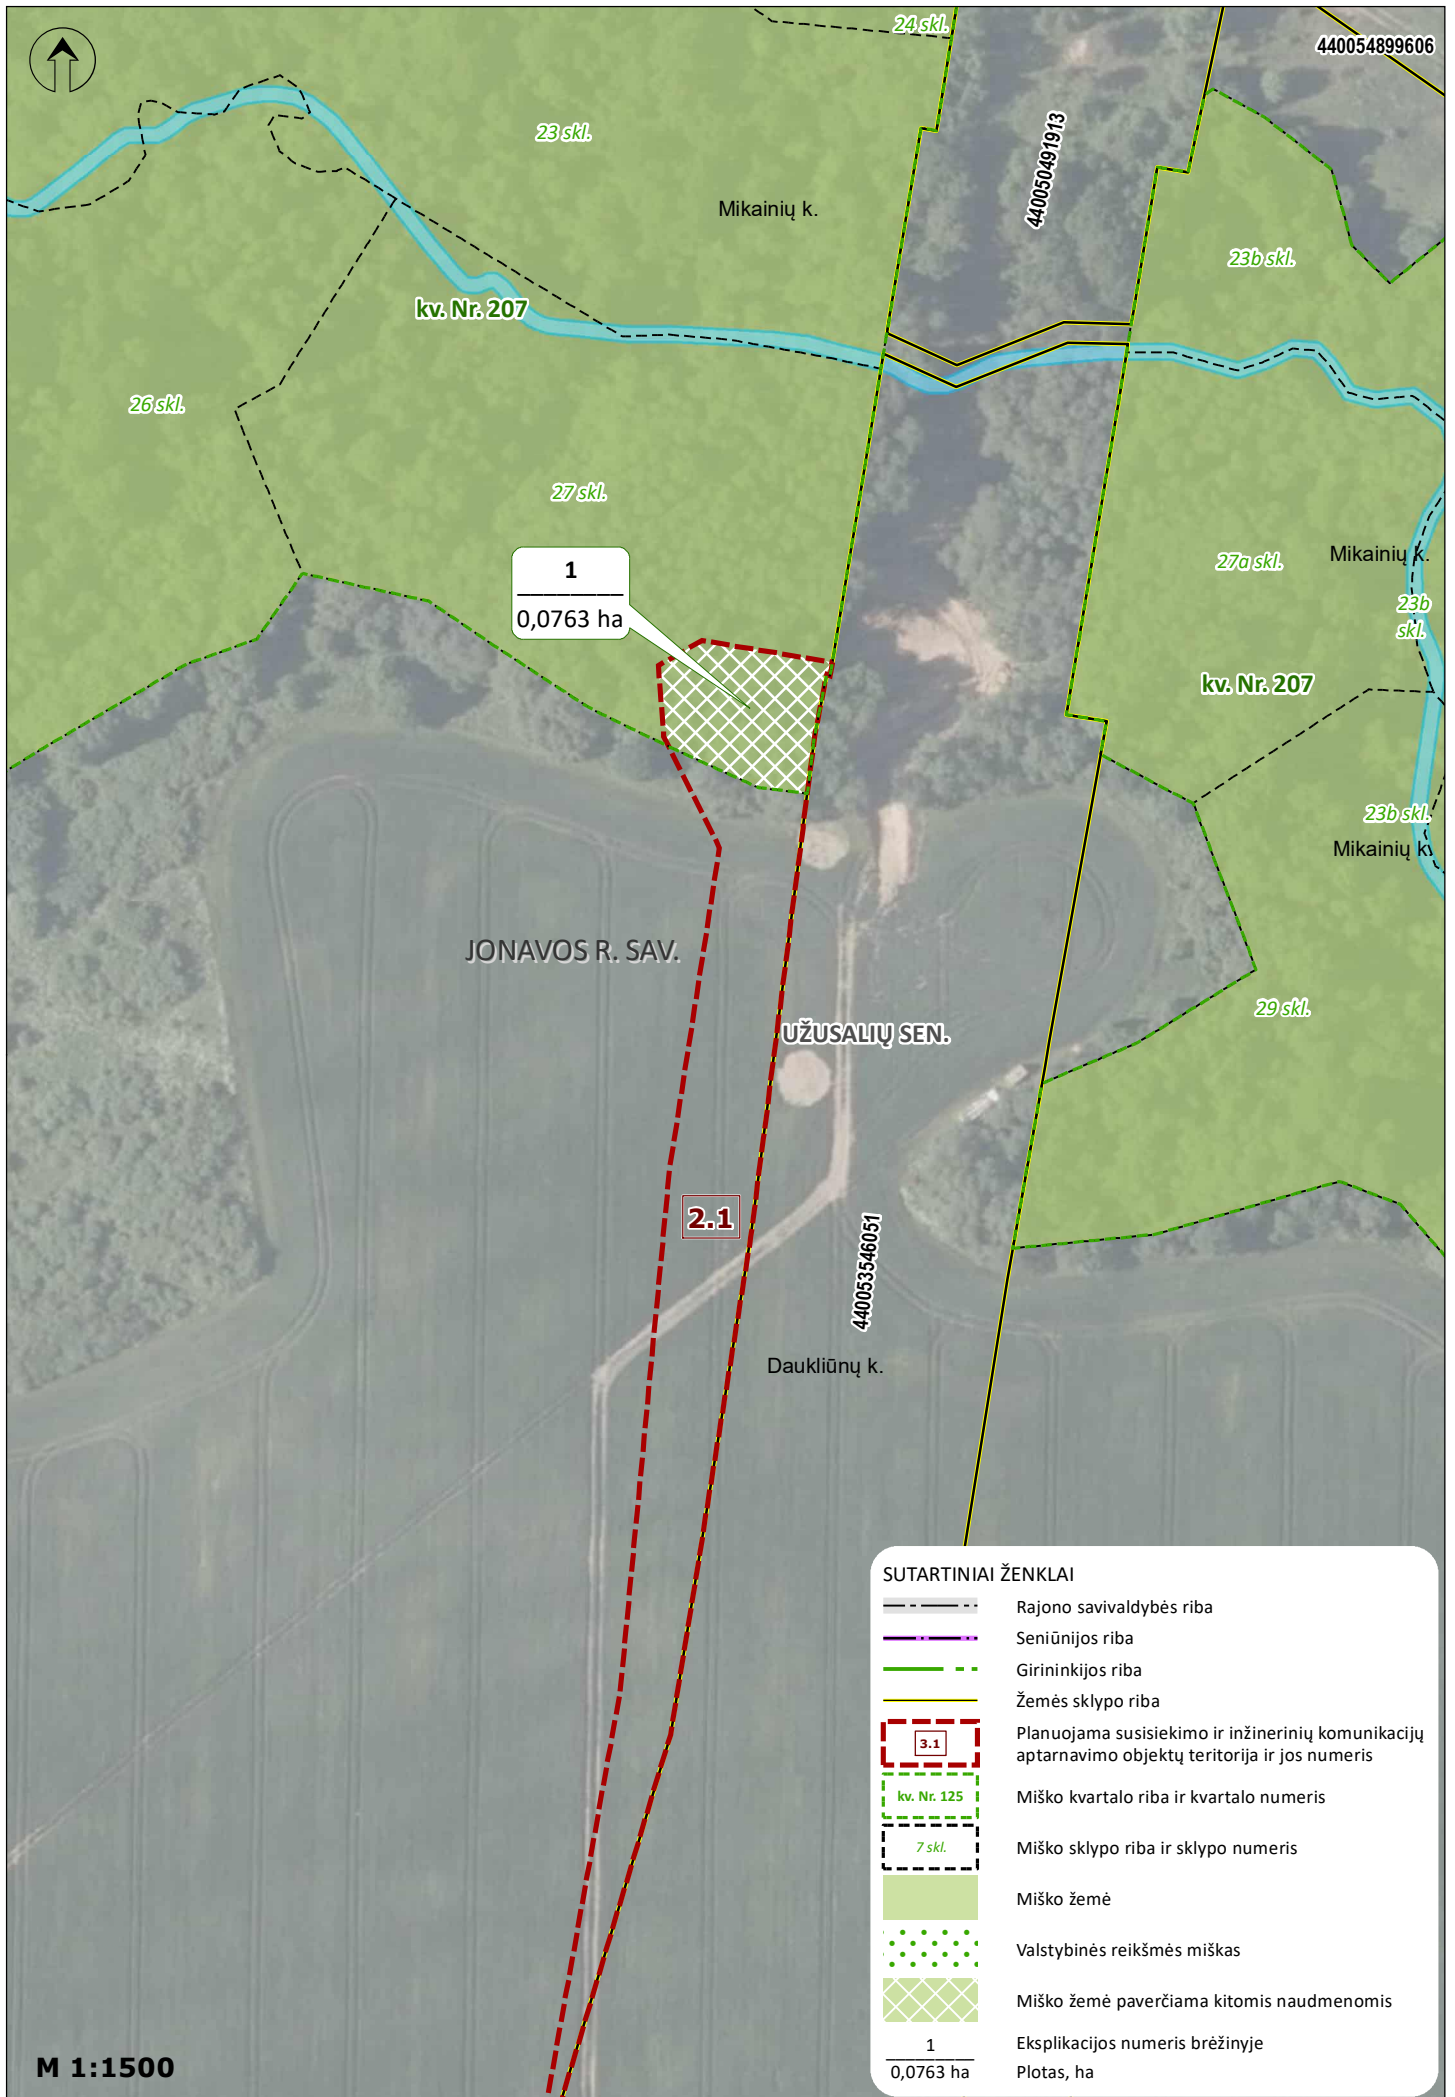 24 skl.
440054899606
23 skl.
440050491913
Mikainių k.
23b skl.
kv. Nr. 207
26 skl.
27 skl.
27a skl.
Mikainių k.
1
0,0763 ha
23b
skl.
kv. Nr. 207
23b skl.
Mikainių k.
JONAVOS R. SAV.
UŽUSALIŲ SEN.
29 skl.
2.1
440053546051
Daukliūnų k.
SUTARTINIAI ŽENKLAI
Rajono savivaldybės riba
Seniūnijos riba
Girininkijos riba
Žemės sklypo riba
3.1
Planuojama susisiekimo ir inžinerinių komunikacijų
aptarnavimo objektų teritorija ir jos numeris
kv. Nr. 125
Miško kvartalo riba ir kvartalo numeris
7 skl.
Miško sklypo riba ir sklypo numeris
Miško žemė
Valstybinės reikšmės miškas
Miško žemė paverčiama kitomis naudmenomis
1
Eksplikacijos numeris brėžinyje
0,0763 ha
Plotas, ha
M 1:1500